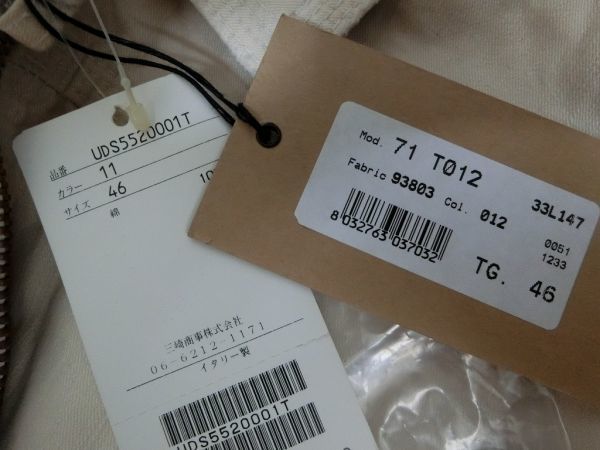 品番 UDS5520001T
カラー 11
サイズ 46 10
綿
三崎商事株式会社
06-6212-1171
イタリー製
UDS5520001T
Mod. 71 T012
Fabric 93803 Col. 012 33L147
8 032763 037032
0051
1233
TG. 46